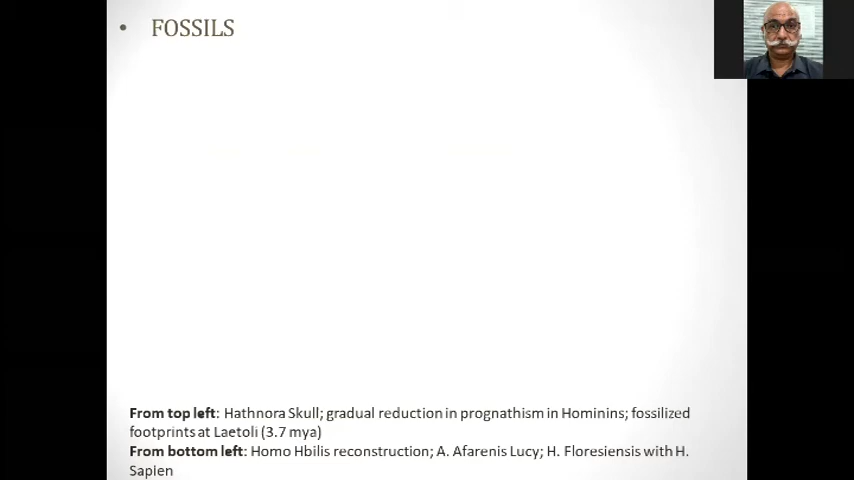 • FOSSILS
From top left: Hathnora Skull; gradual reduction in prognathism in Hominins; fossilized
footprints at Laetoli (3.7 mya)
From bottom left: Homo Hbilis reconstruction; A. Afarenis Lucy; H. Floresiensis with H.
Sapien